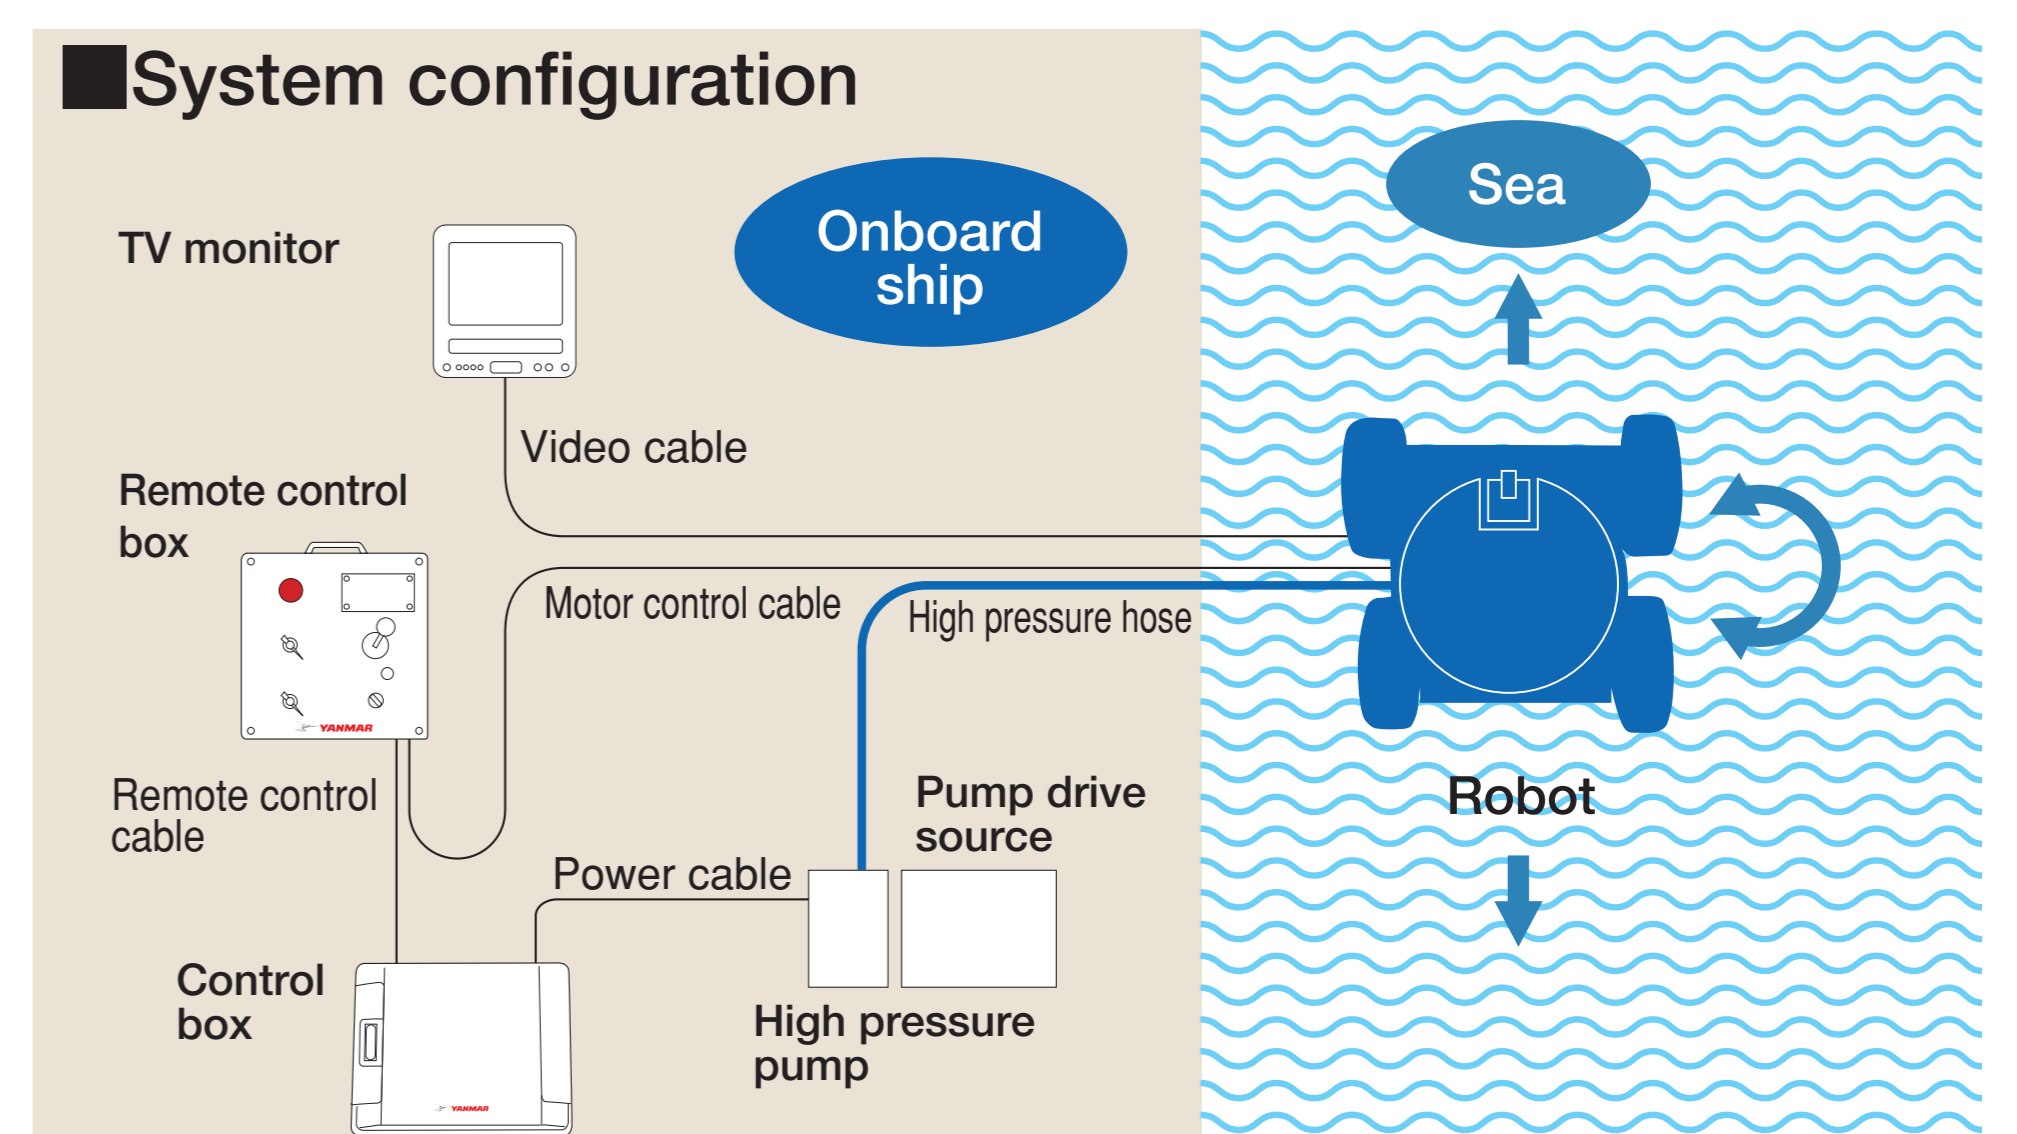 ■System configuration
Onboard
ship
Sea
TV monitor
Video cable
Remote control
box
Motor control cable
High pressure hose
YANMAR
Remote control
cable
Pump drive
source
Robot
Power cable
Control
box
High pressure
pump
YANMAR